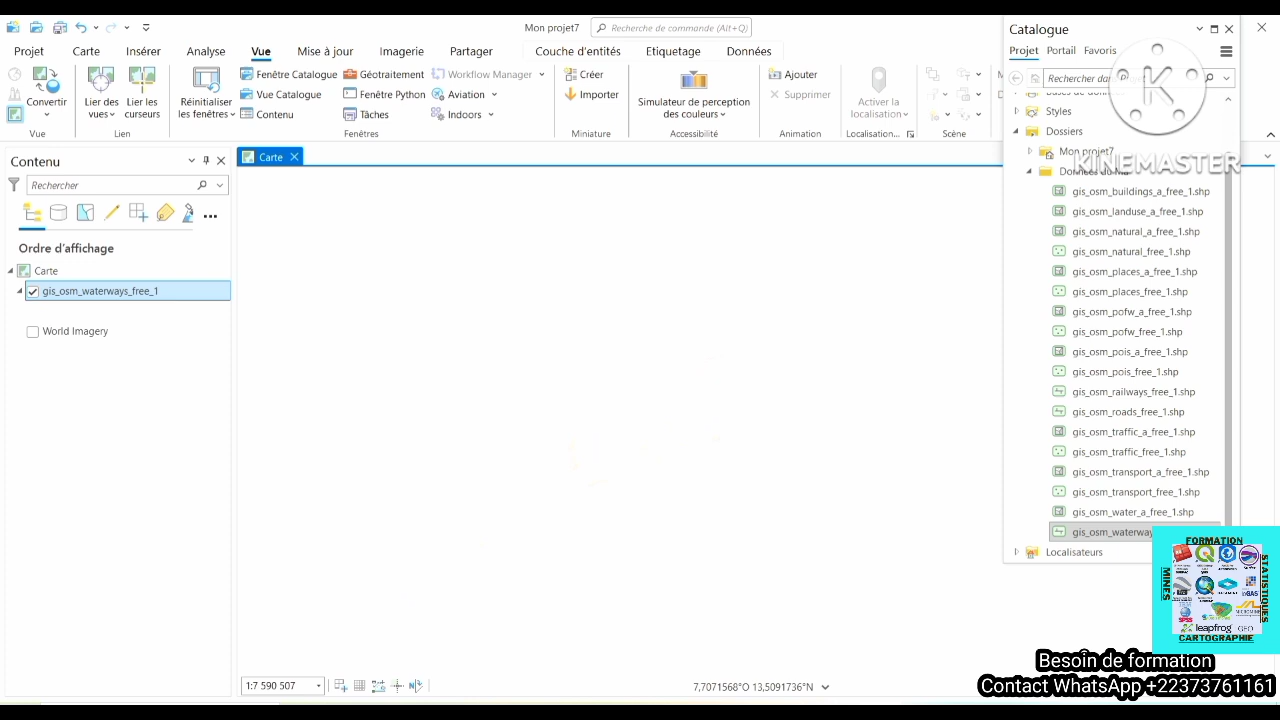 Mon projet7
Recherche de commande (Alt+Q)
Projet Carte Insérer Analyse Vue Mise à jour Imagerie Partager Couche d'entités Etiquetage Données
Convertir
Vue
Lier des vues
Lier les curseurs
Lien
Réinitialiser les fenêtres
Fenêtre Catalogue
Vue Catalogue
Contenu
Géotraitement
Fenêtre Python
Tâches
Workflow Manager
Aviation
Indoors
Fenêtres
Créer
Importer
Miniature
Simulateur de perception des couleurs
Accessibilité
Ajouter
Supprimer
Animation
Activer la localisation
Localisation...
Scène
Contenu
Rechercher
Ordre d'affichage
Carte
gis_osm_waterways_free_1
World Imagery
Carte
1:7 590 507
7,7071568°O 13,5091736°N
Catalogue
Projet Portail Favoris
Styles
Dossiers
Mon projet7
gis_osm_buildings_a_free_1.shp
gis_osm_landuse_a_free_1.shp
gis_osm_natural_a_free_1.shp
gis_osm_natural_free_1.shp
gis_osm_places_a_free_1.shp
gis_osm_places_free_1.shp
gis_osm_pofw_a_free_1.shp
gis_osm_pofw_free_1.shp
gis_osm_pois_a_free_1.shp
gis_osm_pois_free_1.shp
gis_osm_railways_free_1.shp
gis_osm_roads_free_1.shp
gis_osm_traffic_a_free_1.shp
gis_osm_traffic_free_1.shp
gis_osm_transport_a_free_1.shp
gis_osm_transport_free_1.shp
gis_osm_water_a_free_1.shp
gis_osm_waterway
Localisateurs
KINEMASTER
FORMATION
MINES
STATISTIQUES
leapfrog GEO
CARTOGRAPHIE
Besoin de formation
Contact WhatsApp +22373761161